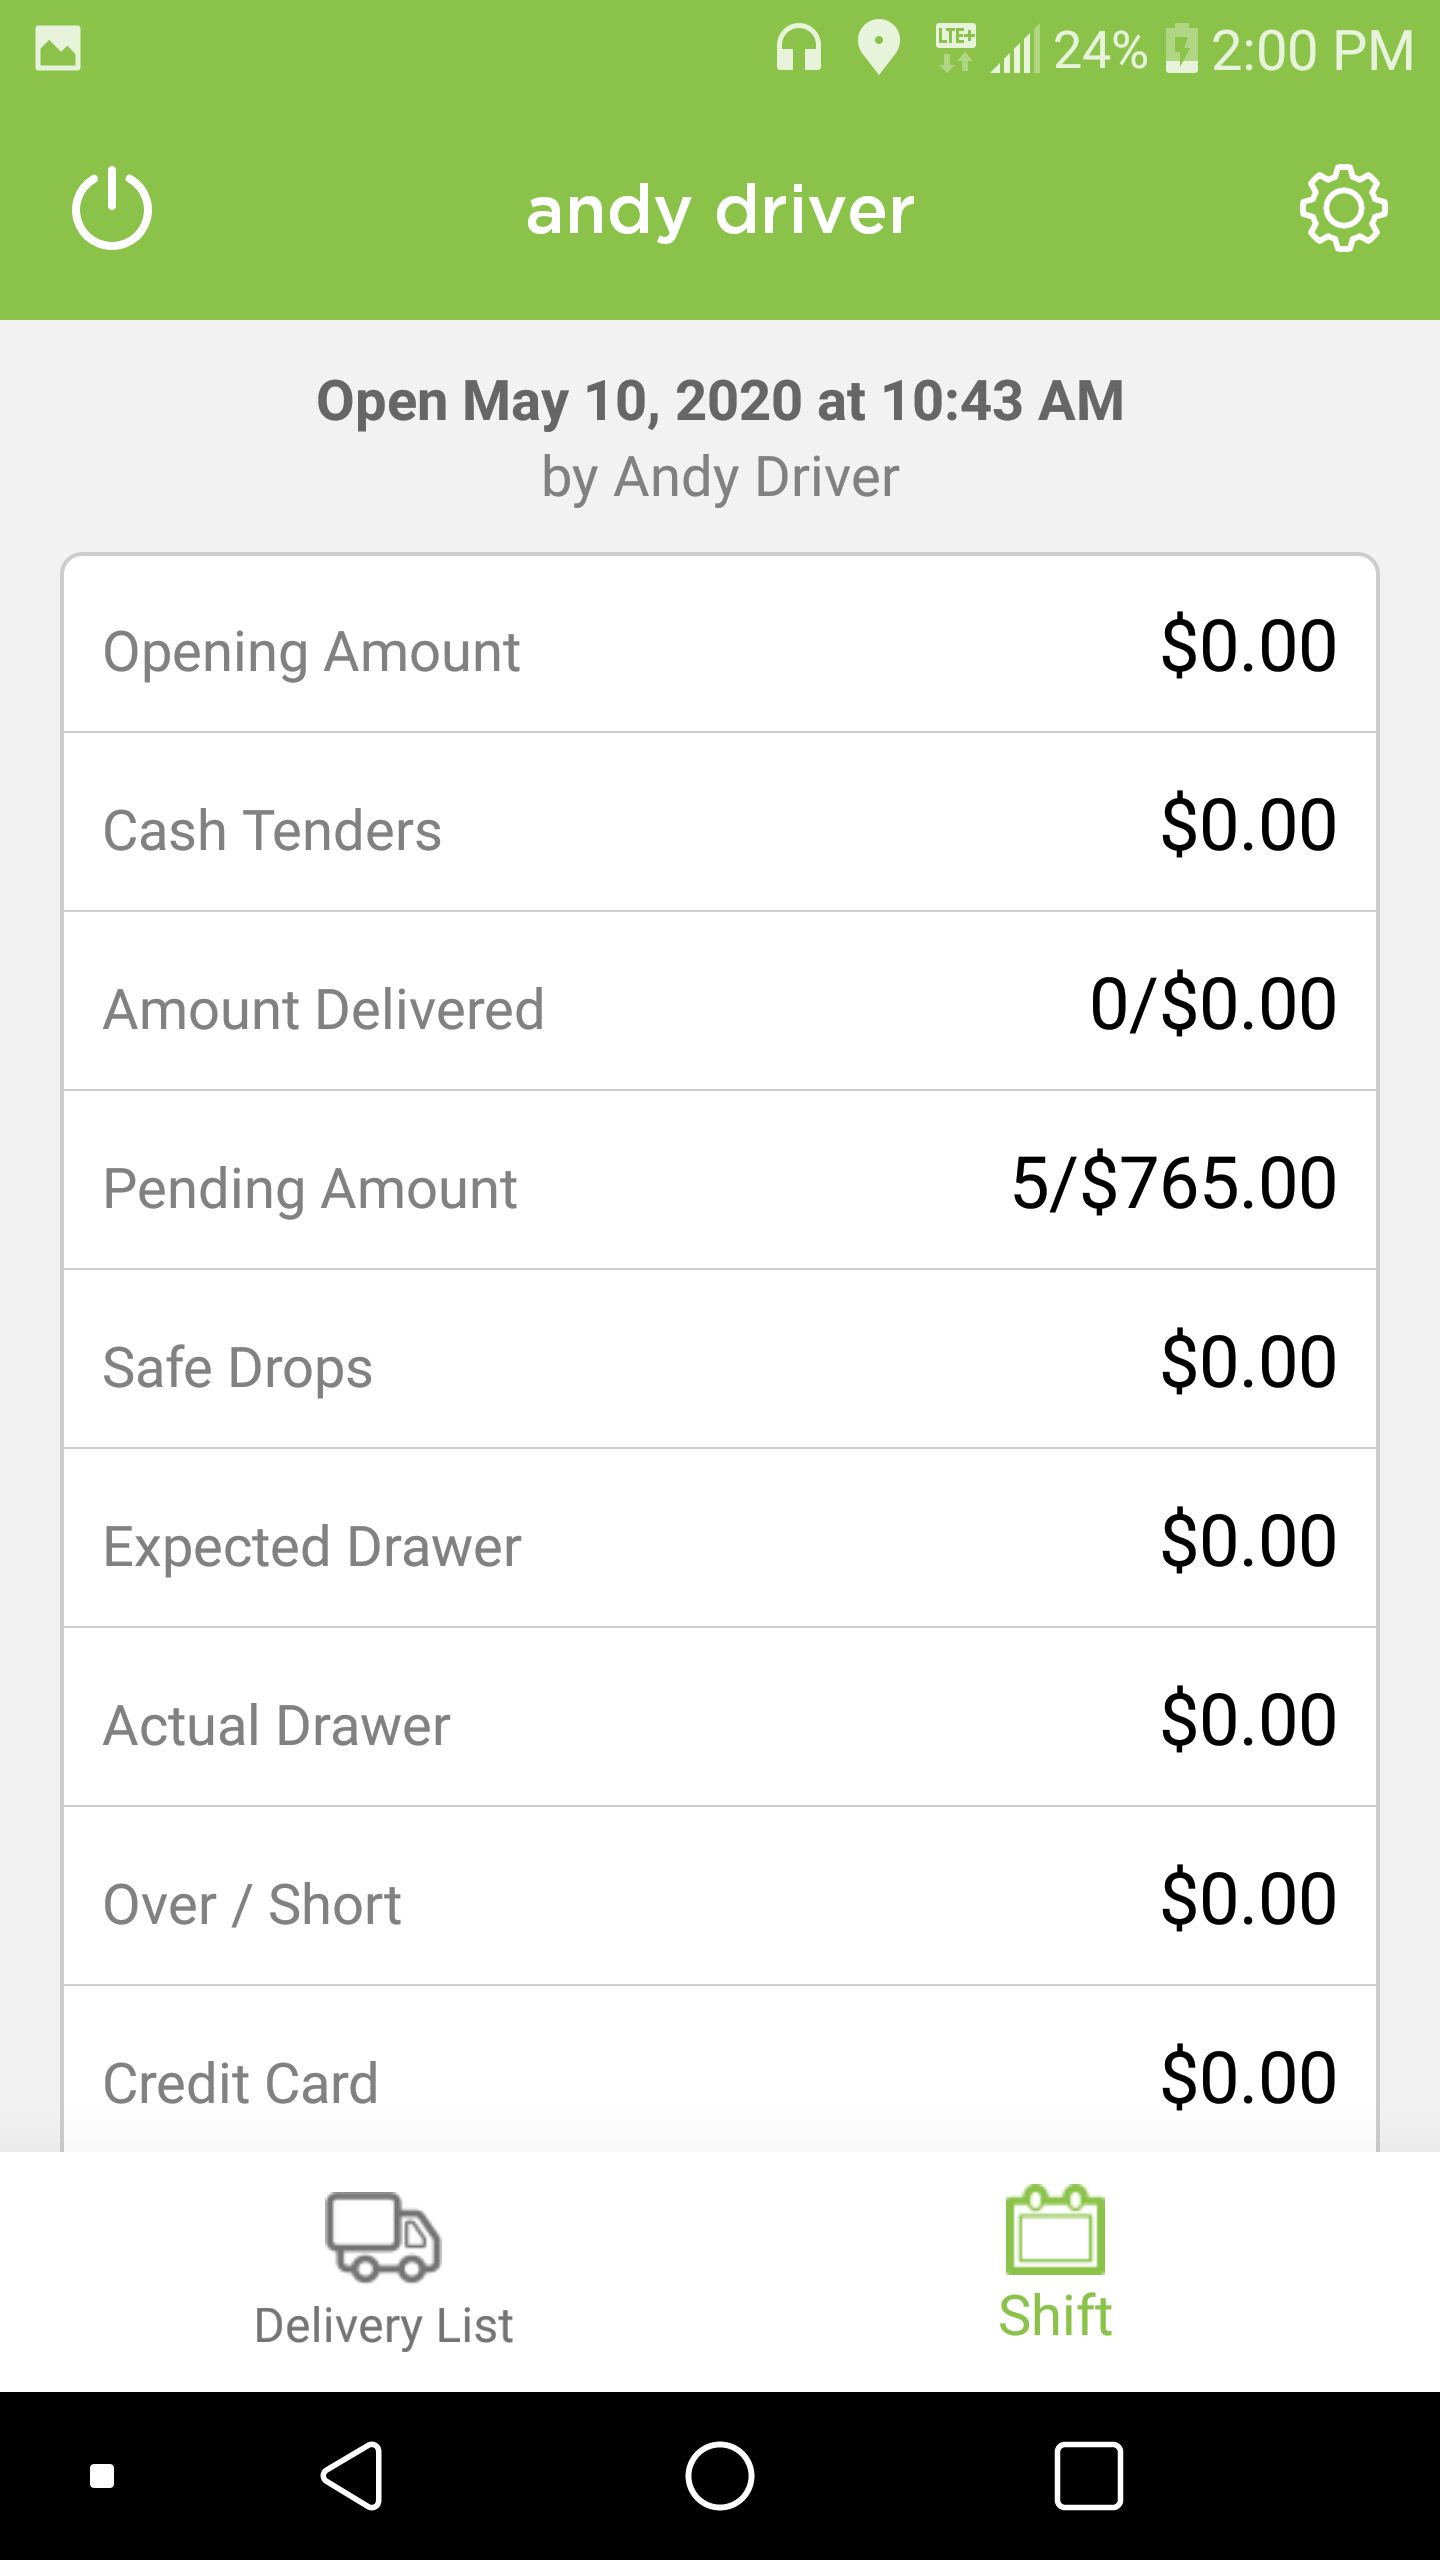 LTE+ 24% 2:00 PM
andy driver
Open May 10, 2020 at 10:43 AM
by Andy Driver
Opening Amount $0.00
Cash Tenders $0.00
Amount Delivered 0/$0.00
Pending Amount 5/$765.00
Safe Drops $0.00
Expected Drawer $0.00
Actual Drawer $0.00
Over / Short $0.00
Credit Card $0.00
Delivery List Shift